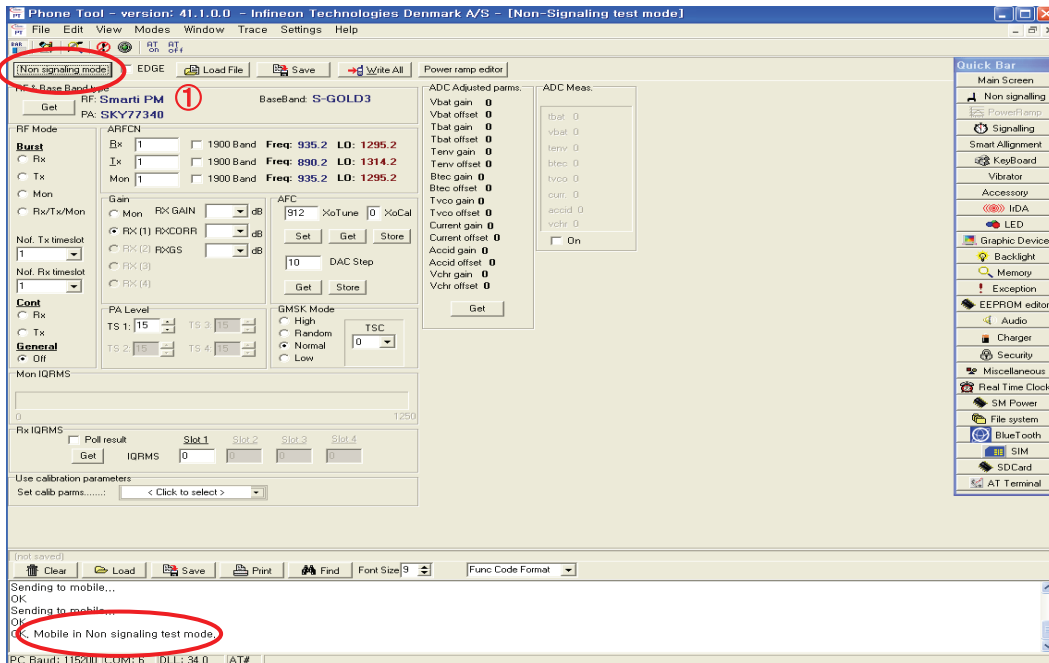 Phone Tool - version: 41.1.0.0 - Infineon Technologies Denmark A/S - [Non-Signaling test mode]
File Edit View Modes Window Trace Settings Help
AT on AT off
Non signaling mode EDGE Load File Save Write All Power ramp editor
RF & Base Band type
Get RF: Smarti PM BaseBand: S-GOLD3
PA: SKY77340
①
RF Mode
Burst
Rx
Tx
Mon
Rx/Tx/Mon
Nof. Tx timeslot
1
Nof. Rx timeslot
1
Cont
Rx
Tx
General
Off
ARFCN
Rx 1 1900 Band Freq: 935.2 LO: 1295.2
Tx 1 1900 Band Freq: 890.2 LO: 1314.2
Mon 1 1900 Band Freq: 935.2 LO: 1295.2
Gain
Mon RX GAIN dB
RX (1) RXCORR dB
RX (2) RXGS dB
RX (3)
RX (4)
AFC
912 XoTune 0 XoCal
Set Get Store
10 DAC Step
Get Store
PA Level
TS 1: 15 TS 3: 15
TS 2: 15 TS 4: 15
GMSK Mode
High
Random
Normal
Low
TSC
0
Mon IQRMS
0 1250
Rx IQRMS
Poll result Slot 1 Slot 2 Slot 3 Slot 4
Get IQRMS 0 0 0 0
Use calibration parameters
Set calib parms......: < Click to select >
ADC Adjusted parms.
Vbat gain 0
Vbat offset 0
Tbat gain 0
Tbat offset 0
Tenv gain 0
Tenv offset 0
Btec gain 0
Btec offset 0
Tvco gain 0
Tvco offset 0
Current gain 0
Current offset 0
Accid gain 0
Accid offset 0
Vchr gain 0
Vchr offset 0
Get
ADC Meas.
tbat 0
vbat 0
tenv 0
btec 0
tvco 0
curr. 0
accid 0
vchr 0
On
Quick Bar
Main Screen
Non signalling
PowerRamp
Signalling
Smart Allignment
KeyBoard
Vibrator
Accessory
IrDA
LED
Graphic Device
Backlight
Memory
Exception
EEPROM editor
Audio
Charger
Security
Miscellaneous
Real Time Clock
SM Power
File system
BlueTooth
SIM
SDCard
AT Terminal
(not saved)
Clear Load Save Print Find Font Size 9 Func Code Format
Sending to mobile...
OK
Sending to mobile...
OK
OK, Mobile in Non signaling test mode.
PC Baud: 115200 COM: 6 DLL: 34.0 AT#